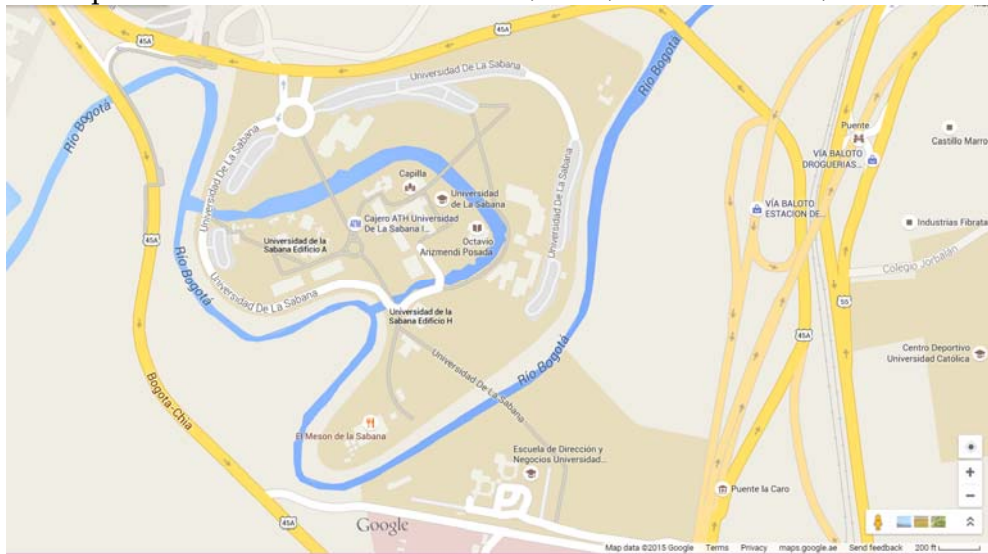 45A
45A
Universidad De La Sabana
Río Bogotá
Río Bogotá
Puente
Castillo Marro
VÍA BALOTO
DROGUERIAS...
Universidad De La Sabana
Universidad De La Sabana
Capilla
Universidad
De La Sabana
VÍA BALOTO
ESTACION DE...
Cajero ATH Universidad
De La Sabana I...
Industrias Fibrata
Octavio
Arizmendi Posada
Universidad de la
Sabana Edificio A
45A
Colegio Jorbalán
Río Bogotá
Universidad De La Sabana
55
Universidad de la
Sabana Edificio H
45A
Centro Deportivo
Universidad Católica
Río Bogotá
Universidad De La Sabana
Bogota-Chia
El Meson de la Sabana
Escuela de Dirección y
Negocios Universidad...
Puente la Caro
45A
Google
Map data ©2015 Google Terms Privacy maps.google.ae Send feedback 200 ft